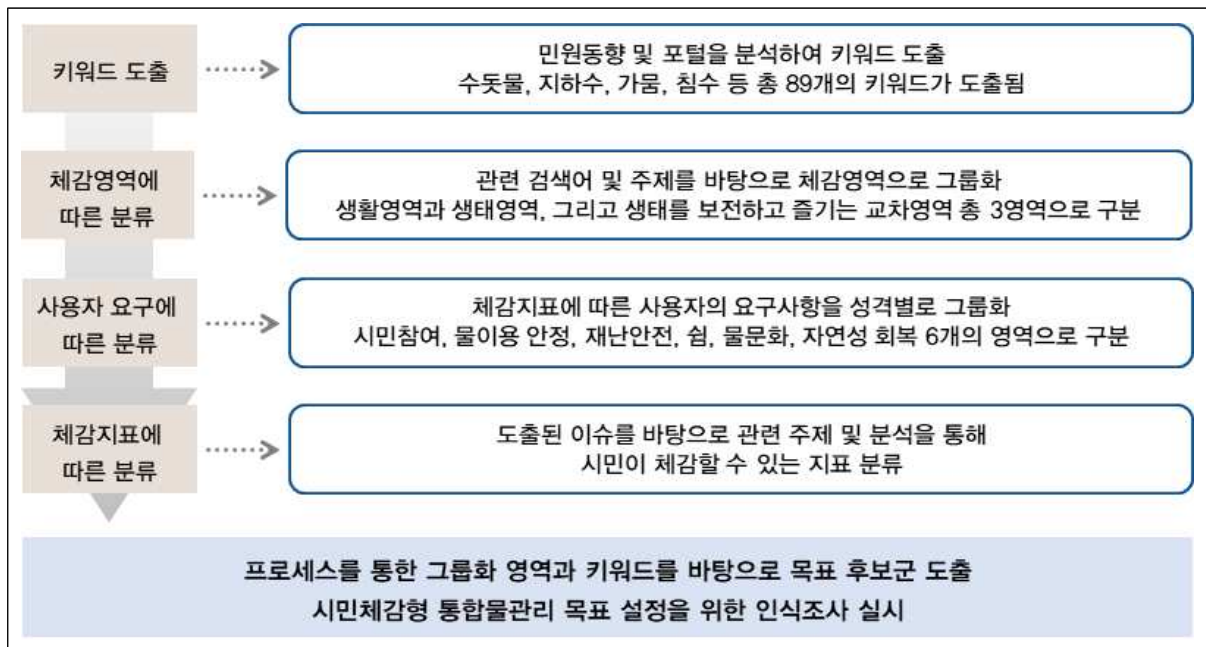 키워드 도출
민원동향 및 포털을 분석하여 키워드 도출
수돗물, 지하수, 가뭄, 침수 등 총 89개의 키워드가 도출됨
체감영역에
따른 분류
관련 검색어 및 주제를 바탕으로 체감영역으로 그룹화
생활영역과 생태영역, 그리고 생태를 보전하고 즐기는 교차영역 총 3영역으로 구분
사용자 요구에
따른 분류
체감지표에 따른 사용자의 요구사항을 성격별로 그룹화
시민참여, 물이용 안정, 재난안전, 쉼, 물문화, 자연성 회복 6개의 영역으로 구분
체감지표에
따른 분류
도출된 이슈를 바탕으로 관련 주제 및 분석을 통해
시민이 체감할 수 있는 지표 분류
프로세스를 통한 그룹화 영역과 키워드를 바탕으로 목표 후보군 도출
시민체감형 통합물관리 목표 설정을 위한 인식조사 실시